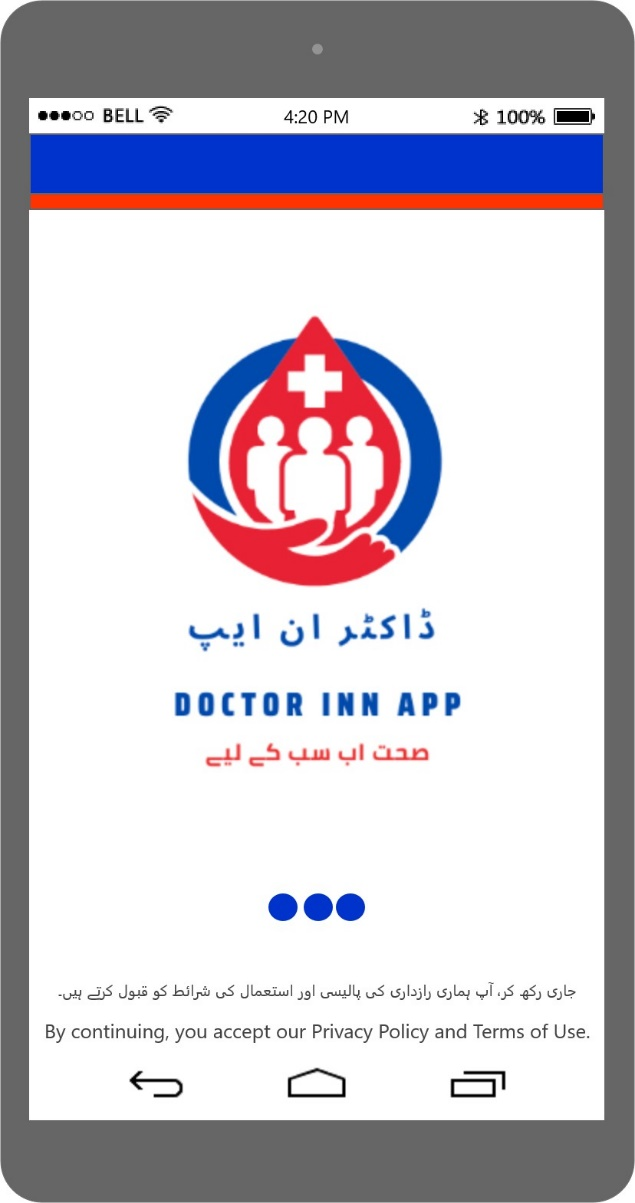 BELL 4:20 PM 100%
ڈاکٹر ان ایپ
DOCTOR INN APP
صحت اب سب کے لیے
جاری رکھ کر، آپ ہماری رازداری کی پالیسی اور استعمال کی شرائط کو قبول کرتے ہیں۔
By continuing, you accept our Privacy Policy and Terms of Use.